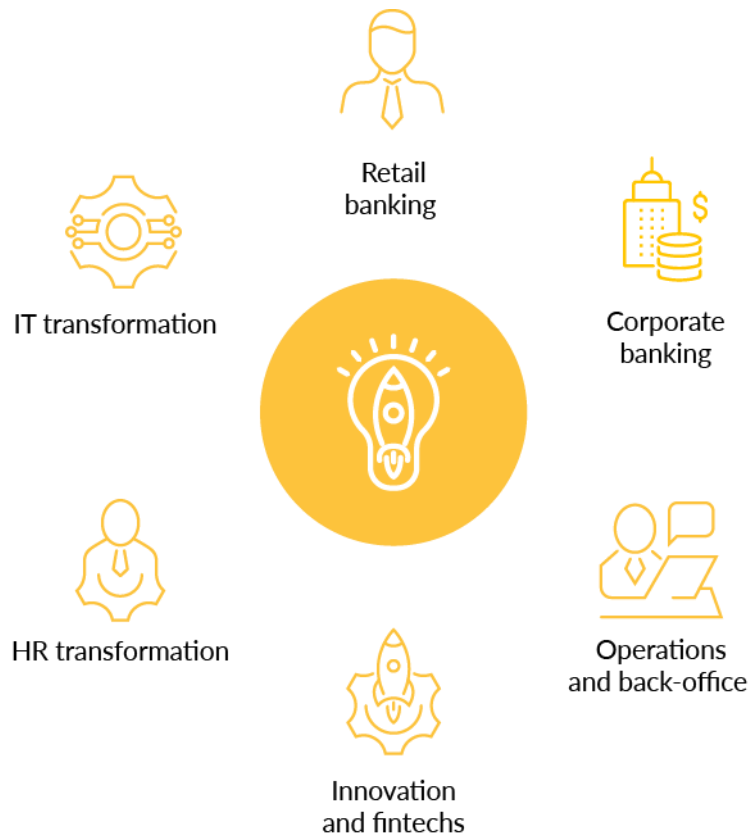 Retail
banking
Corporate
banking
Operations
and back-office
Innovation
and fintechs
HR transformation
IT transformation
$